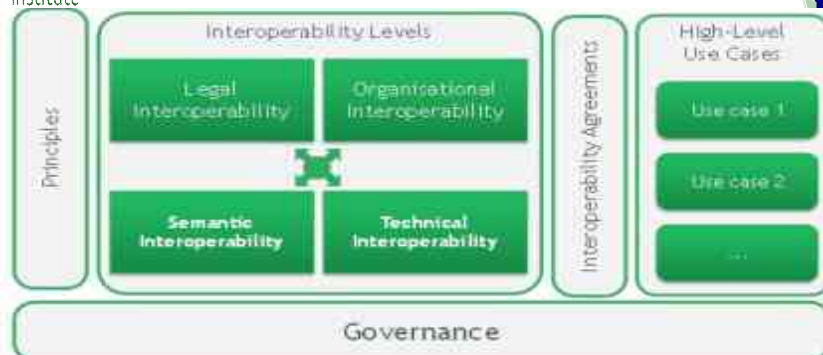 Institute
Principles
Interoperability Levels
Legal
Interoperability
Organisational
Interoperability
Semantic
Interoperability
Technical
Interoperability
Interoperability Agreements
High-Level
Use Cases
Use case 1
Use case 2
...
Governance